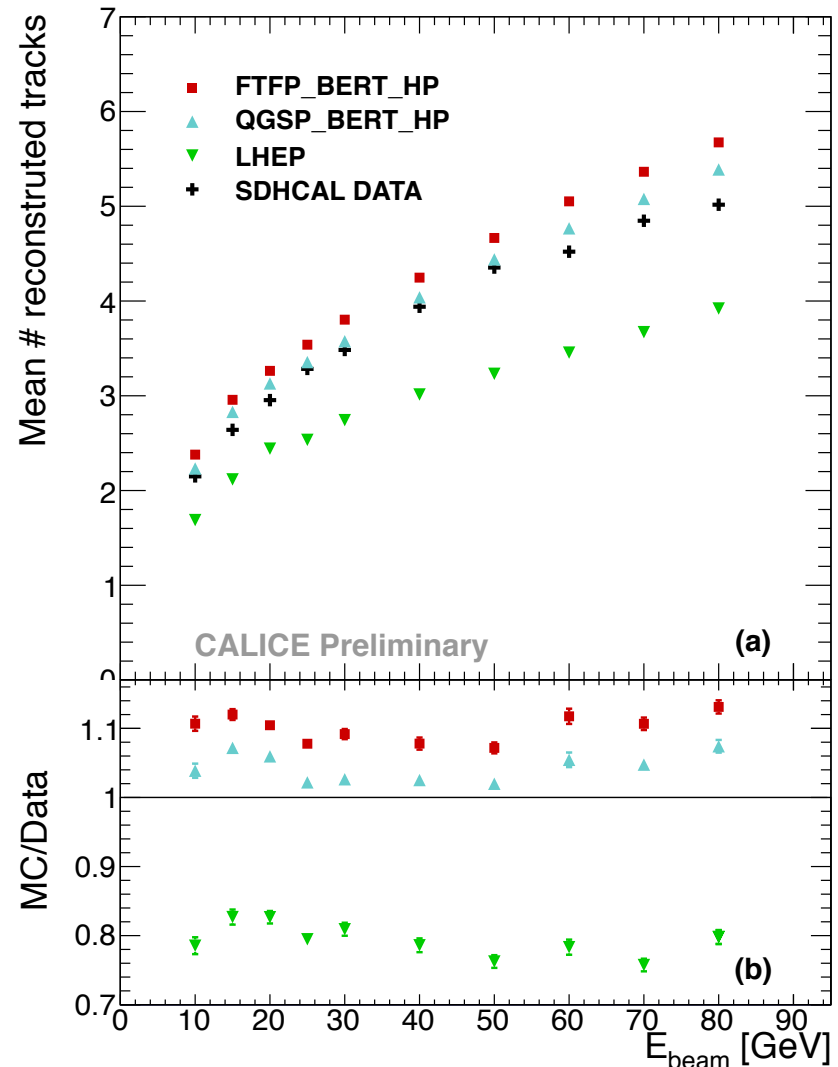 Mean # reconstruted tracks
7
6
5
4
3
2
1
0
FTFP_BERT_HP
QGSP_BERT_HP
LHEP
SDHCAL DATA
CALICE Preliminary
(a)
MC/Data
1.1
1
0.9
0.8
0.7
(b)
0 10 20 30 40 50 60 70 80 90
E_beam [GeV]